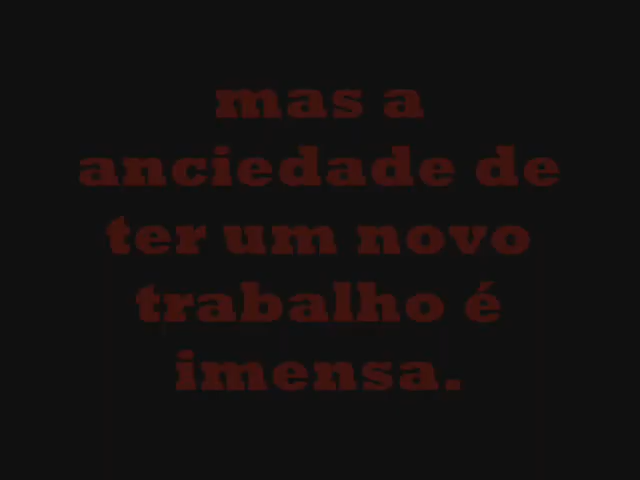 mas a
anciedade de
ter um novo
trabalho é
imensa.